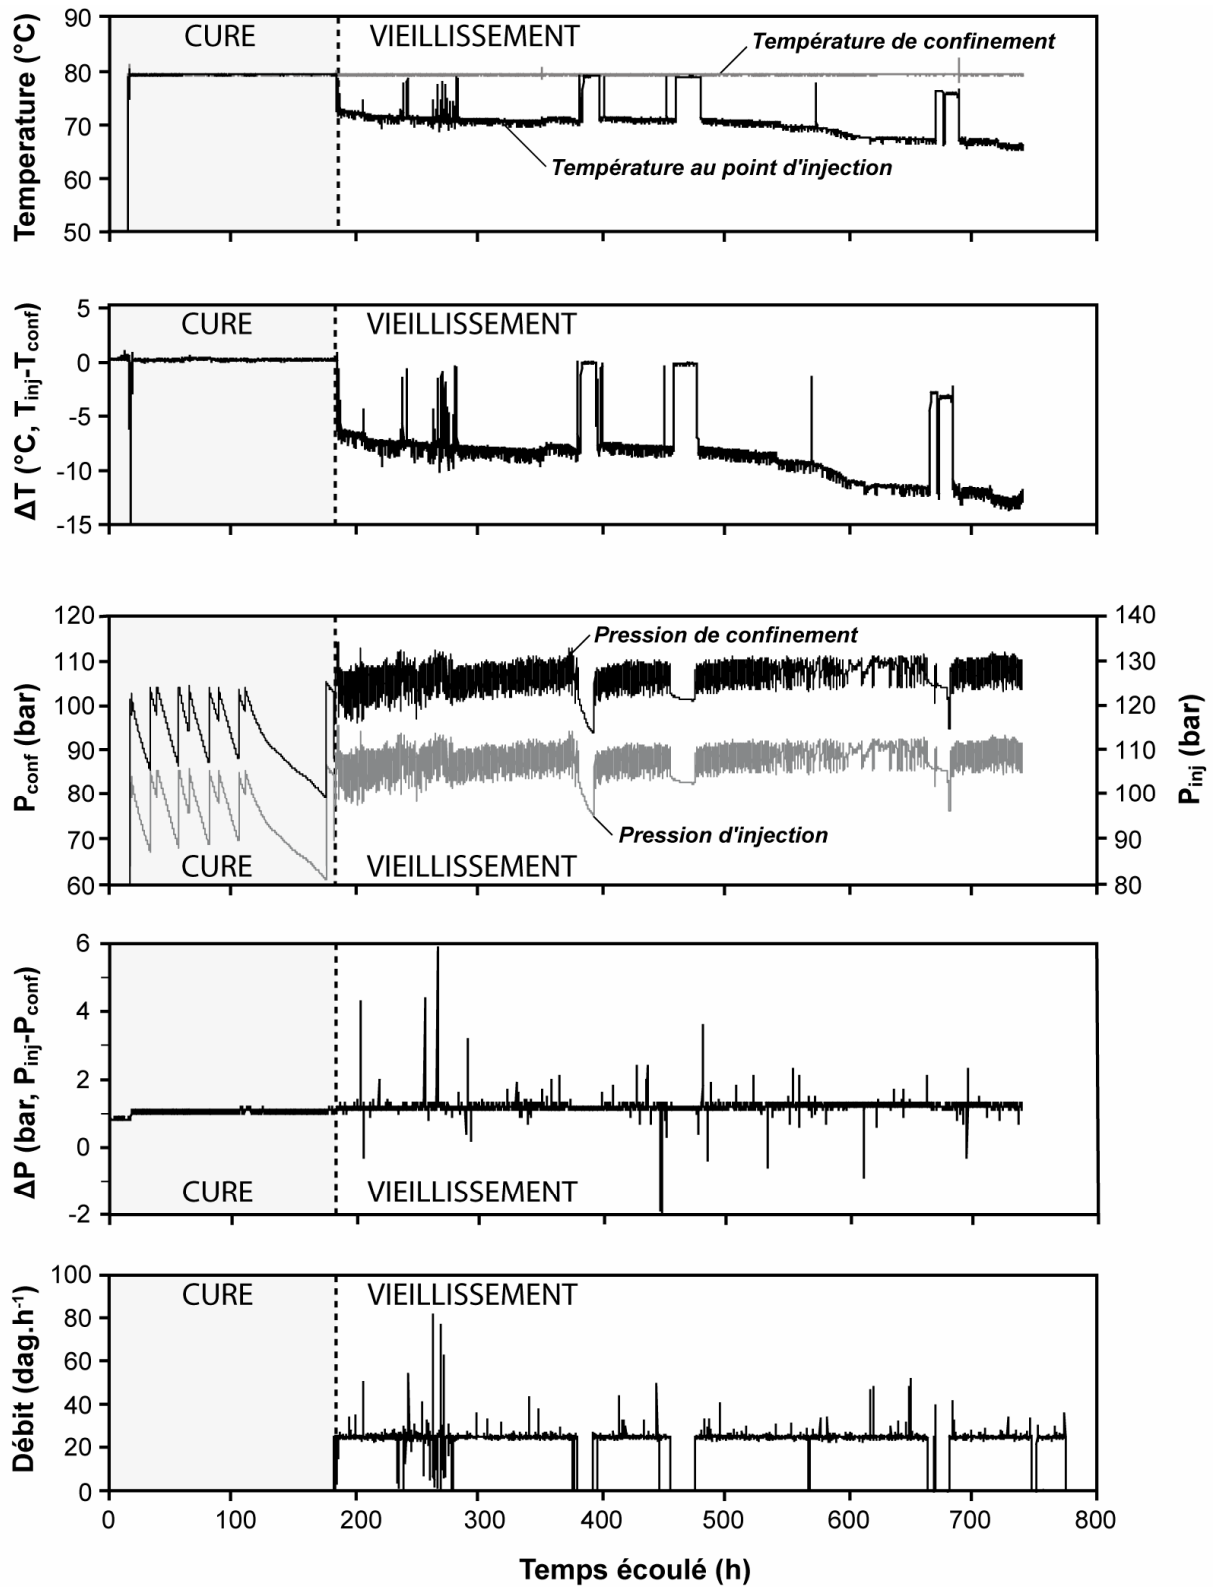 Temperature (°C)
90
80
70
60
50
CURE
VIEILLISSEMENT
Température de confinement
Température au point d'injection
ΔT (°C, Tinj-Tconf)
5
0
-5
-10
-15
CURE
VIEILLISSEMENT
Pconf (bar)
120
110
100
90
80
70
60
Pression de confinement
Pression d'injection
CURE
VIEILLISSEMENT
140
130
120
110
100
90
80
Pinj (bar)
ΔP (bar, Pinj-Pconf)
6
4
2
0
-2
CURE
VIEILLISSEMENT
Débit (dag.h-1)
100
80
60
40
20
0
CURE
VIEILLISSEMENT
0 100 200 300 400 500 600 700 800
Temps écoulé (h)